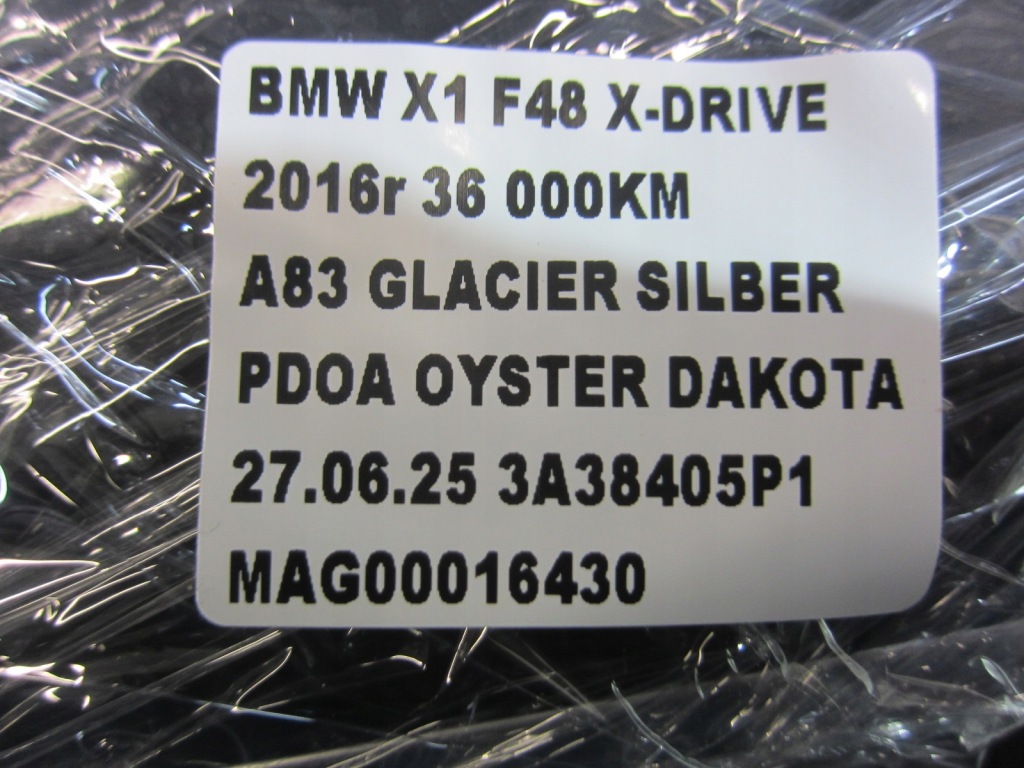 BMW X1 F48 X-DRIVE
2016r 36 000KM
A83 GLACIER SILBER
PDOA OYSTER DAKOTA
27.06.25 3A38405P1
MAG00016430